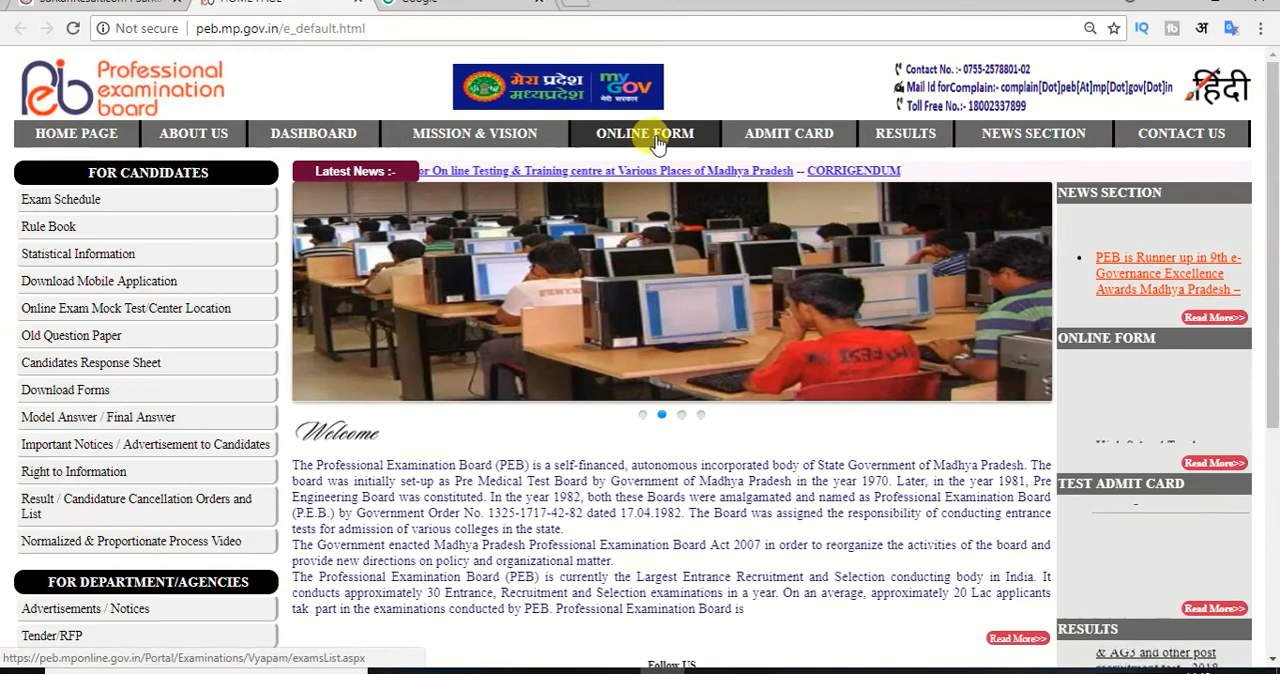 HOME PAGE
Google
Not secure
peb.mp.gov.in/e_default.html
IQ
अ
PEb
Professional
examination
board
मेरा प्रदेश
मध्यप्रदेश
my
GOV
मेरी सरकार
Contact No. :- 0755-2578801-02
Mail Id forComplain:- complain[Dot]peb[At]mp[Dot]gov[Dot]in
Toll Free No.:- 18002337899
हिंदी
HOME PAGE
ABOUT US
DASHBOARD
MISSION & VISION
ONLINE FORM
ADMIT CARD
RESULTS
NEWS SECTION
CONTACT US
Latest News :-
or On line Testing & Training centre at Various Places of Madhya Pradesh -- CORRIGENDUM
FOR CANDIDATES
Exam Schedule
Rule Book
Statistical Information
Download Mobile Application
Online Exam Mock Test/Center Location
Old Question Paper
Candidates Response Sheet
Download Forms
Model Answer / Final Answer
Important Notices / Advertisement to Candidates
Right to Information
Result / Candidature Cancellation Orders and
List
Normalized & Proportionate Process Video
FOR DEPARTMENT/AGENCIES
Advertisements / Notices
Tender/RFP
https://peb.mponline.gov.in/Portal/Examinations/Vyapam/examsList.aspx
Welcome
The Professional Examination Board (PEB) is a self-financed, autonomous incorporated body of State Government of Madhya Pradesh. The
board was initially set-up as Pre Medical Test Board by Government of Madhya Pradesh in the year 1970. Later, in the year 1981, Pre
Engineering Board was constituted. In the year 1982, both these Boards were amalgamated and named as Professional Examination Board
(P.E.B.) by Government Order No. 1325-1717-42-82 dated 17.04.1982. The Board was assigned the responsibility of conducting entrance
tests for admission of various colleges in the state.
The Government enacted Madhya Pradesh Professional Examination Board Act 2007 in order to reorganize the activities of the board and
provide new directions on policy and organizational matter.
The Professional Examination Board (PEB) is currently the Largest Entrance Recruitment and Selection conducting body in India. It
conducts approximately 30 Entrance, Recruitment and Selection examinations in a year. On an average, approximately 20 Lac applicants
tak part in the examinations conducted by PEB. Professional Examination Board is
Read More>>
Follow US
NEWS SECTION
PEB is Runner up in 9th e-
Governance Excellence
Awards Madhya Pradesh –
Read More>>
ONLINE FORM
Read More>>
TEST ADMIT CARD
Read More>>
RESULTS
& AG3 and other post
recruitment test - 2018